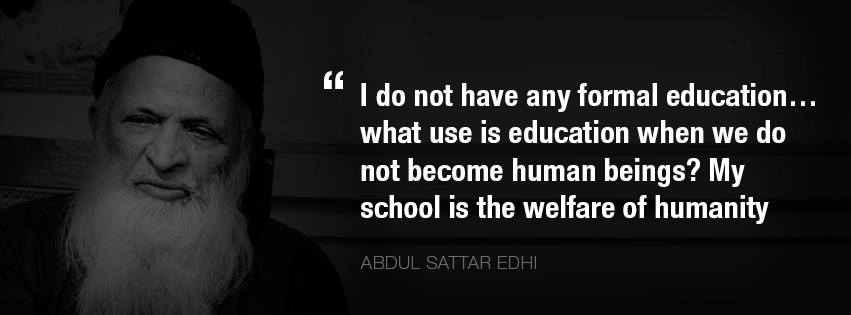 “ I do not have any formal education…
what use is education when we do
not become human beings? My
school is the welfare of humanity
ABDUL SATTAR EDHI